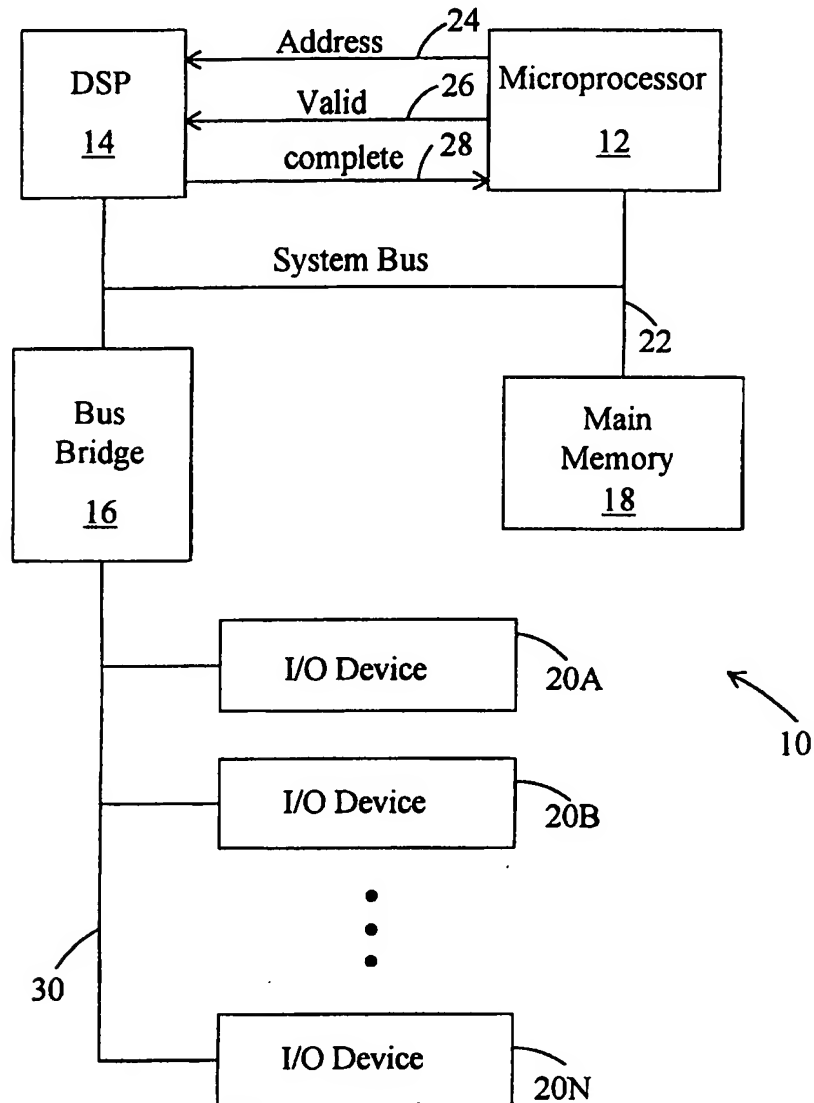 Address
24
DSP
14
Microprocessor
12
Valid
26
complete
28
System Bus
22
Bus
Bridge
16
Main
Memory
18
I/O Device
20A
10
I/O Device
20B
30
I/O Device
20N